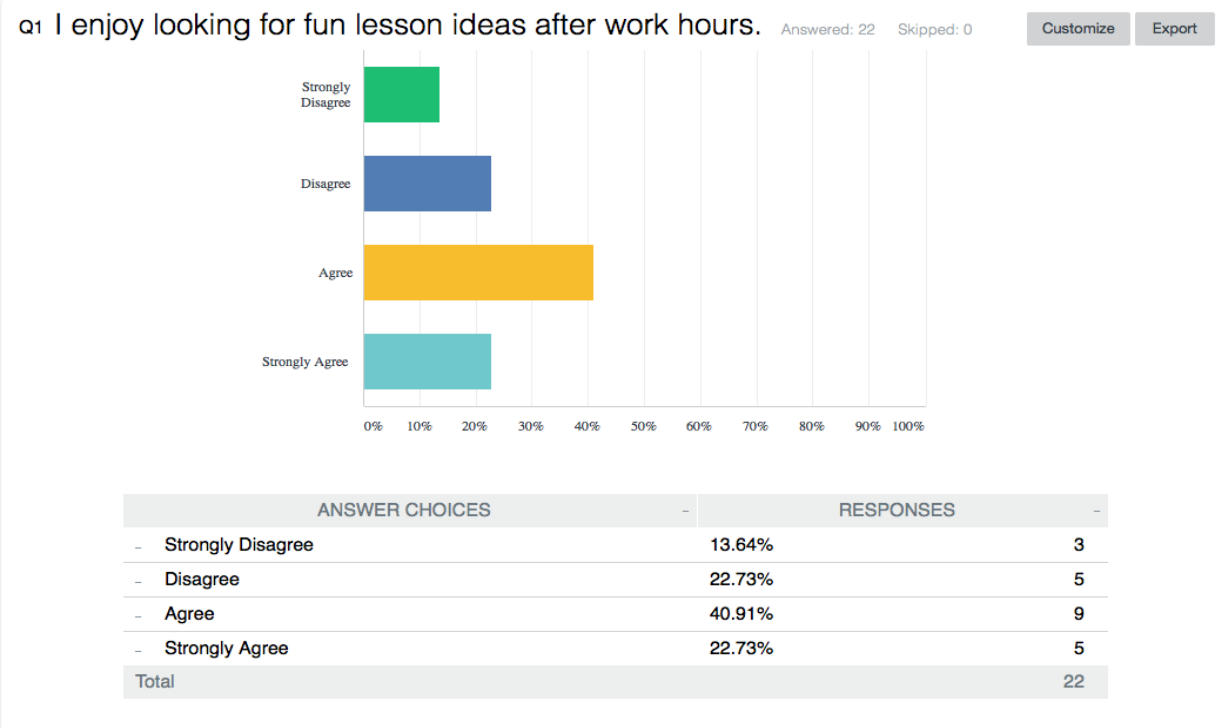 Q1 I enjoy looking for fun lesson ideas after work hours. Answered: 22 Skipped: 0 Customize Export
Strongly
Disagree
Disagree
Agree
Strongly Agree
0% 10% 20% 30% 40% 50% 60% 70% 80% 90% 100%
ANSWER CHOICES – RESPONSES –
– Strongly Disagree 13.64% 3
– Disagree 22.73% 5
– Agree 40.91% 9
– Strongly Agree 22.73% 5
Total 22